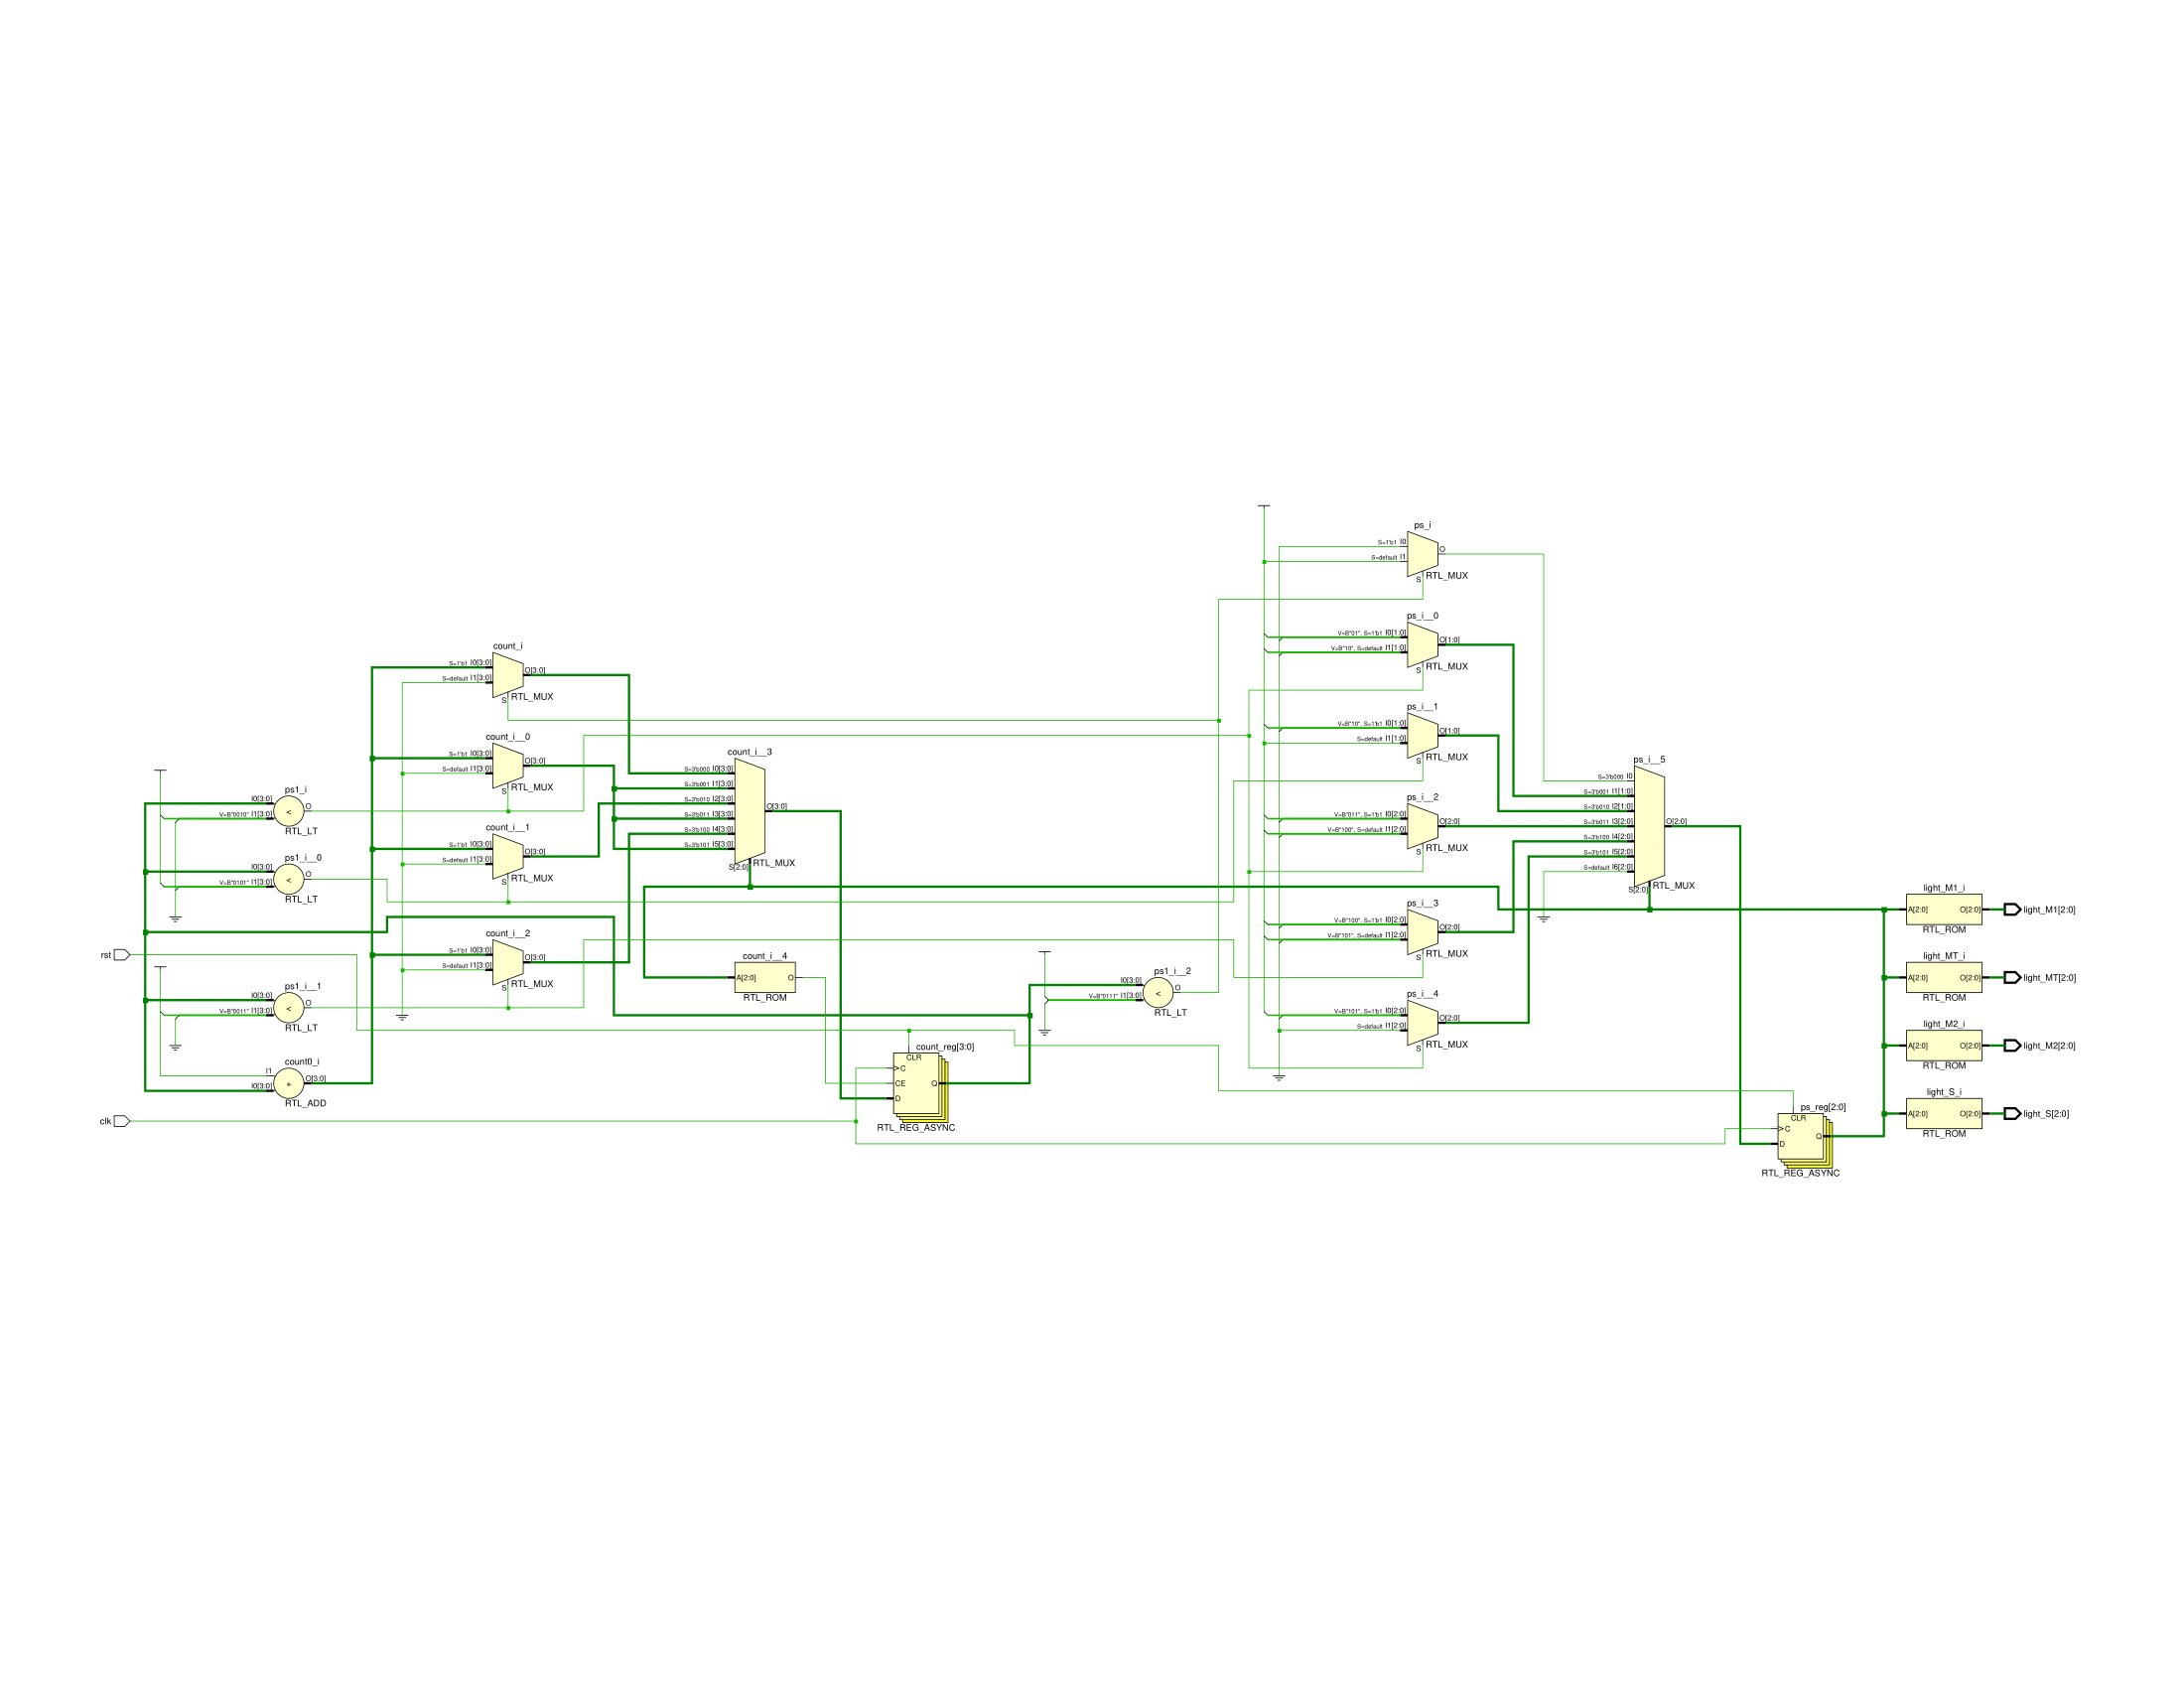 ps_i
S=1'b1 I0
S=default I1
O
S
RTL_MUX
ps_i__0
V=B"01", S=1'b1 I0[1:0]
V=B"10", S=default I1[1:0]
O[1:0]
S
RTL_MUX
ps_i__1
V=B"10", S=1'b1 I0[1:0]
S=default I1[1:0]
O[1:0]
S
RTL_MUX
ps_i__2
V=B"011", S=1'b1 I0[2:0]
V=B"100", S=default I1[2:0]
O[2:0]
S
RTL_MUX
ps_i__3
V=B"100", S=1'b1 I0[2:0]
V=B"101", S=default I1[2:0]
O[2:0]
S
RTL_MUX
ps_i__4
V=B"101", S=1'b1 I0[2:0]
S=default I1[2:0]
O[2:0]
S
RTL_MUX
count_i
S=1'b1 I0[3:0]
S=default I1[3:0]
O[3:0]
S
RTL_MUX
count_i__0
S=1'b1 I0[3:0]
S=default I1[3:0]
O[3:0]
S
RTL_MUX
count_i__1
S=1'b1 I0[3:0]
S=default I1[3:0]
O[3:0]
S
RTL_MUX
count_i__2
S=1'b1 I0[3:0]
S=default I1[3:0]
O[3:0]
S
RTL_MUX
count_i__3
S=3'b000 I0[3:0]
S=3'b001 I1[3:0]
S=3'b010 I2[3:0]
S=3'b011 I3[3:0]
S=3'b100 I4[3:0]
S=3'b101 I5[3:0]
O[3:0]
S[2:0]
RTL_MUX
ps1_i
I0[3:0]
V=B"0010" I1[3:0]
<
O
RTL_LT
ps1_i__0
I0[3:0]
V=B"0101" I1[3:0]
<
O
RTL_LT
rst
ps1_i__1
I0[3:0]
V=B"0011" I1[3:0]
<
O
RTL_LT
count0_i
I1
I0[3:0]
+
O[3:0]
RTL_ADD
clk
count_i__4
A[2:0]
O
RTL_ROM
count_reg[3:0]
CLR
C
CE
D
Q
RTL_REG_ASYNC
ps1_i__2
I0[3:0]
V=B"0111" I1[3:0]
<
O
RTL_LT
ps_i__5
S=3'b000 I0
S=3'b001 I1[1:0]
S=3'b010 I2[1:0]
S=3'b011 I3[2:0]
S=3'b100 I4[2:0]
S=3'b101 I5[2:0]
S=default I6[2:0]
O[2:0]
S[2:0]
RTL_MUX
ps_reg[2:0]
CLR
C
D
Q
RTL_REG_ASYNC
light_M1_i
A[2:0]
O[2:0]
RTL_ROM
light_M1[2:0]
light_MT_i
A[2:0]
O[2:0]
RTL_ROM
light_MT[2:0]
light_M2_i
A[2:0]
O[2:0]
RTL_ROM
light_M2[2:0]
light_S_i
A[2:0]
O[2:0]
RTL_ROM
light_S[2:0]